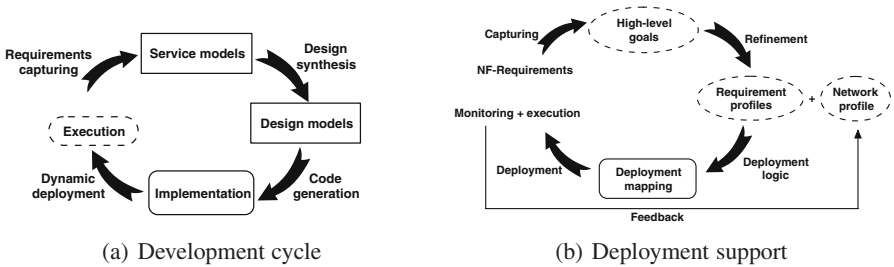 Requirements
capturing
Service models
Design
synthesis
Design models
Code
generation
Implementation
Dynamic
deployment
Execution
(a) Development cycle
Capturing
High-level
goals
Refinement
NF-Requirements
Requirement
profiles
+
Network
profile
Monitoring + execution
Deployment
Deployment
mapping
Deployment
logic
Feedback
(b) Deployment support